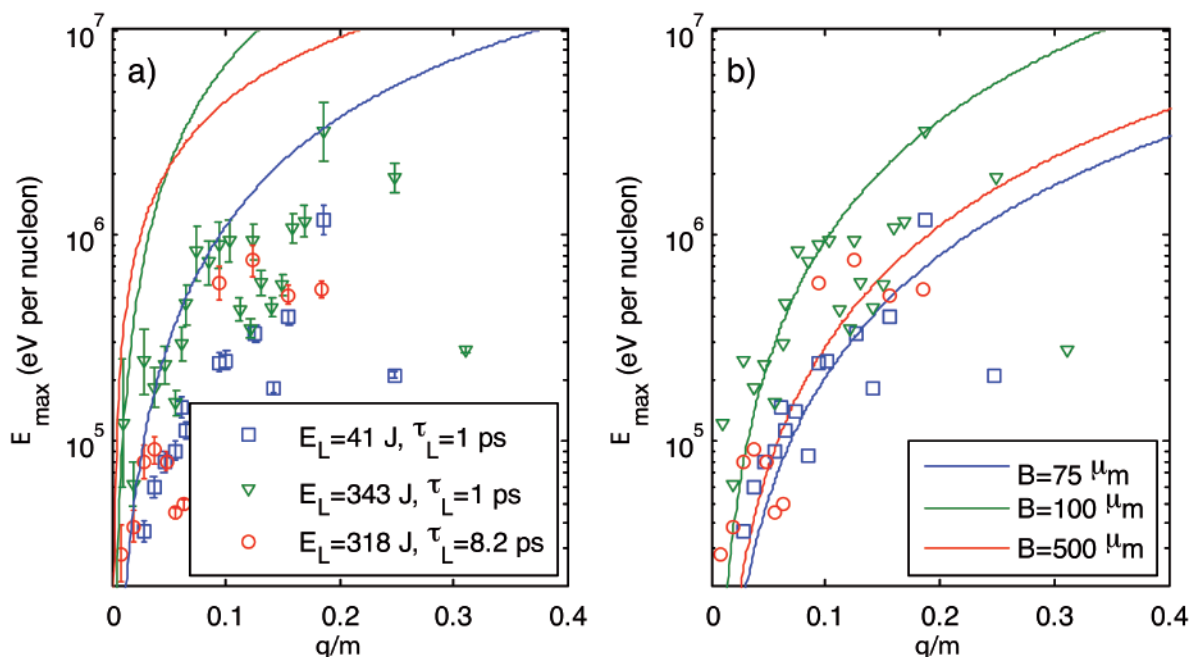 a)
10^7
10^6
10^5
E_max (eV per nucleon)
E_L=41 J, τ_L=1 ps
E_L=343 J, τ_L=1 ps
E_L=318 J, τ_L=8.2 ps
0 0.1 0.2 0.3 0.4
q/m
b)
10^7
10^6
10^5
E_max (eV per nucleon)
B=75 μm
B=100 μm
B=500 μm
0 0.1 0.2 0.3 0.4
q/m